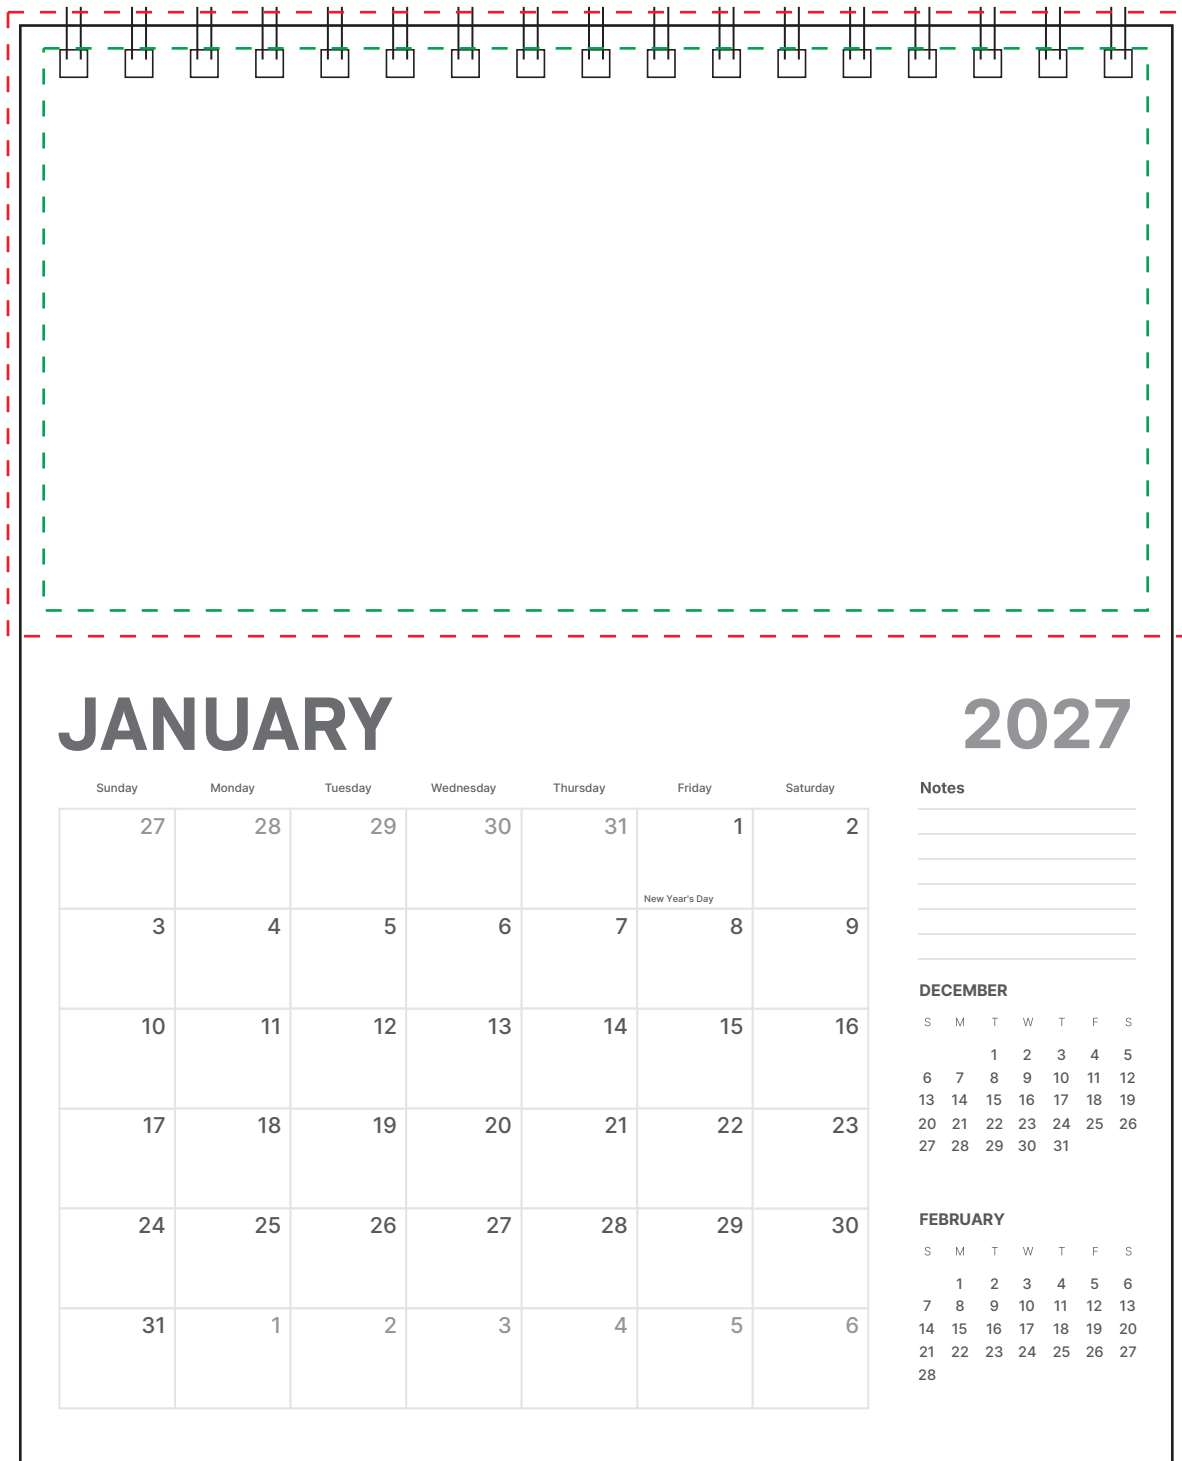 JANUARY 2027
Sunday Monday Tuesday Wednesday Thursday Friday Saturday
27 28 29 30 31 1 2
New Year's Day
3 4 5 6 7 8 9
10 11 12 13 14 15 16
17 18 19 20 21 22 23
24 25 26 27 28 29 30
31 1 2 3 4 5 6
Notes
DECEMBER
S M T W T F S
1 2 3 4 5
6 7 8 9 10 11 12
13 14 15 16 17 18 19
20 21 22 23 24 25 26
27 28 29 30 31
FEBRUARY
S M T W T F S
1 2 3 4 5 6
7 8 9 10 11 12 13
14 15 16 17 18 19 20
21 22 23 24 25 26 27
28